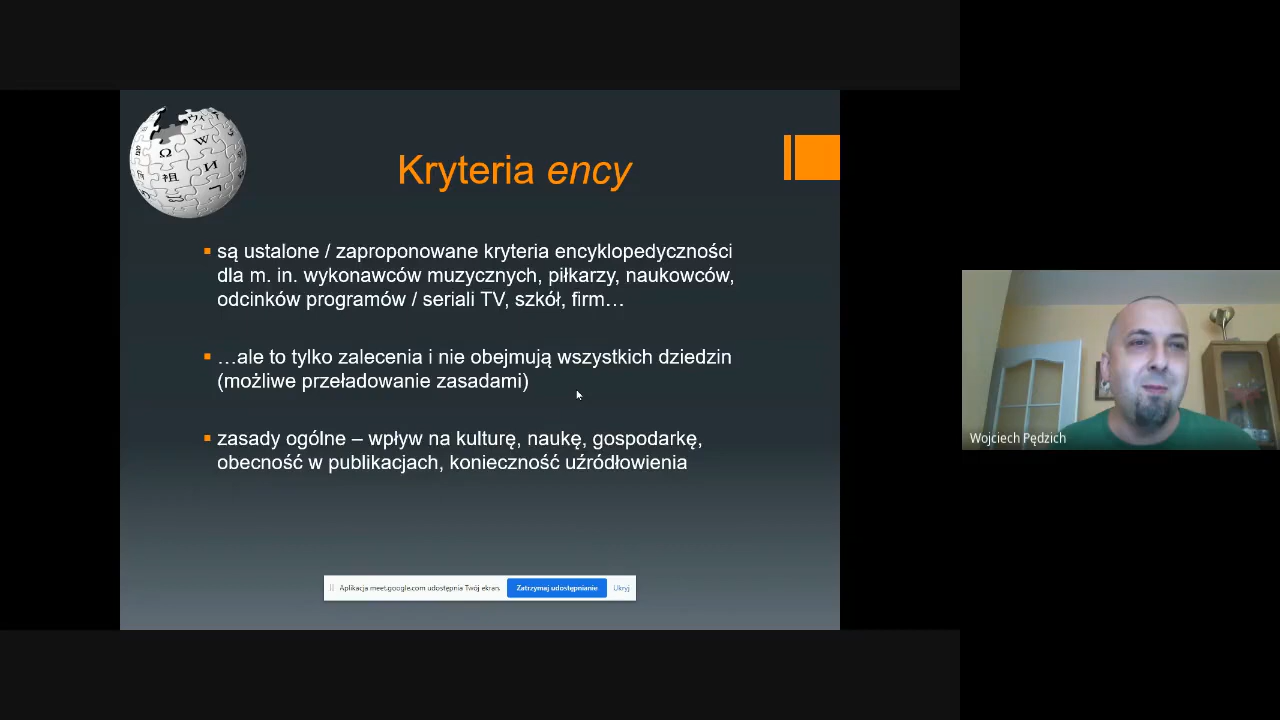 Kryteria ency
są ustalone / zaproponowane kryteria encyklopedyczności
dla m. in. wykonawców muzycznych, piłkarzy, naukowców,
odcinków programów / seriali TV, szkół, firm…
…ale to tylko zalecenia i nie obejmują wszystkich dziedzin
(możliwe przeładowanie zasadami)
zasady ogólne – wpływ na kulturę, naukę, gospodarkę,
obecność w publikacjach, konieczność uźródłowienia
Aplikacja meet.google.com udostępnia Twój ekran.
Zatrzymaj udostępnianie
Ukryj
Wojciech Pędzich
Ω
W
И
祖